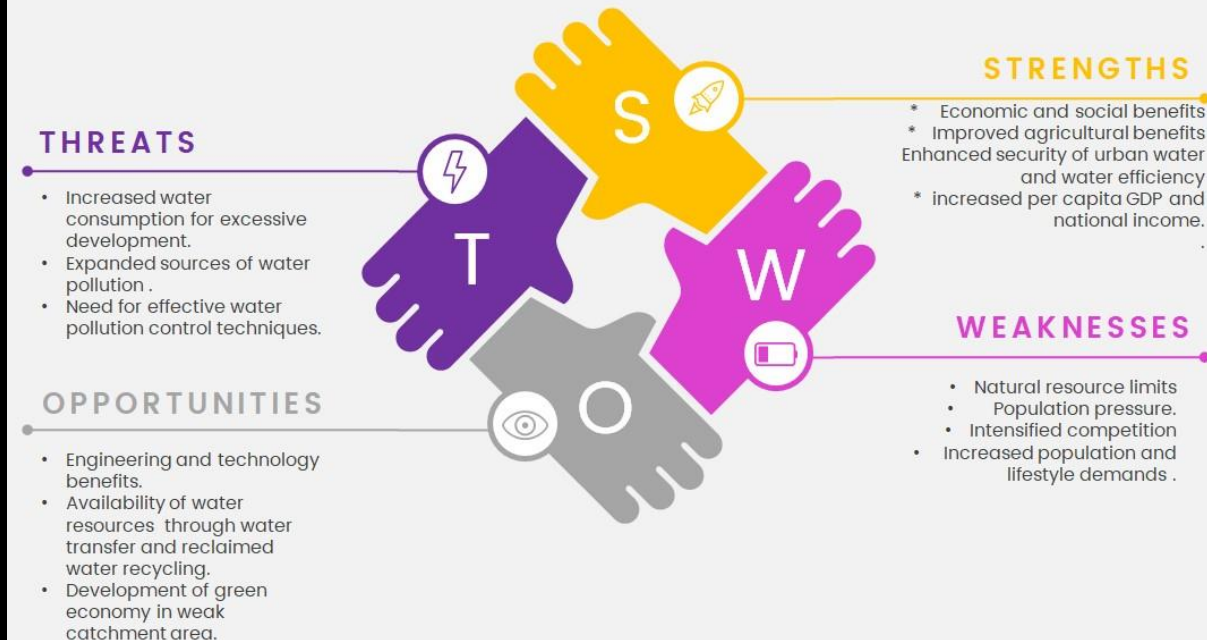 S
STRENGTHS
* Economic and social benefits
* Improved agricultural benefits
Enhanced security of urban water
and water efficiency
* increased per capita GDP and
national income.
.
THREATS
• Increased water
consumption for excessive
development.
• Expanded sources of water
pollution .
• Need for effective water
pollution control techniques.
T
W
WEAKNESSES
• Natural resource limits
• Population pressure.
• Intensified competition
• Increased population and
lifestyle demands .
OPPORTUNITIES
O
• Engineering and technology
benefits.
• Availability of water
resources through water
transfer and reclaimed
water recycling.
• Development of green
economy in weak
catchment area.